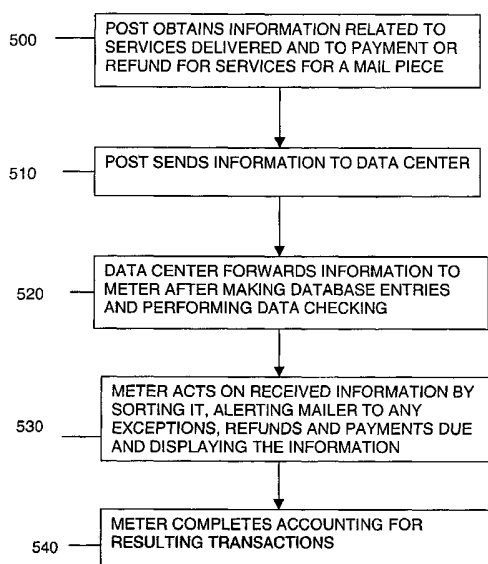 500
POST OBTAINS INFORMATION RELATED TO
SERVICES DELIVERED AND TO PAYMENT OR
REFUND FOR SERVICES FOR A MAIL PIECE
510
POST SENDS INFORMATION TO DATA CENTER
520
DATA CENTER FORWARDS INFORMATION TO
METER AFTER MAKING DATABASE ENTRIES
AND PERFORMING DATA CHECKING
530
METER ACTS ON RECEIVED INFORMATION BY
SORTING IT, ALERTING MAILER TO ANY
EXCEPTIONS, REFUNDS AND PAYMENTS DUE
AND DISPLAYING THE INFORMATION
540
METER COMPLETES ACCOUNTING FOR
RESULTING TRANSACTIONS